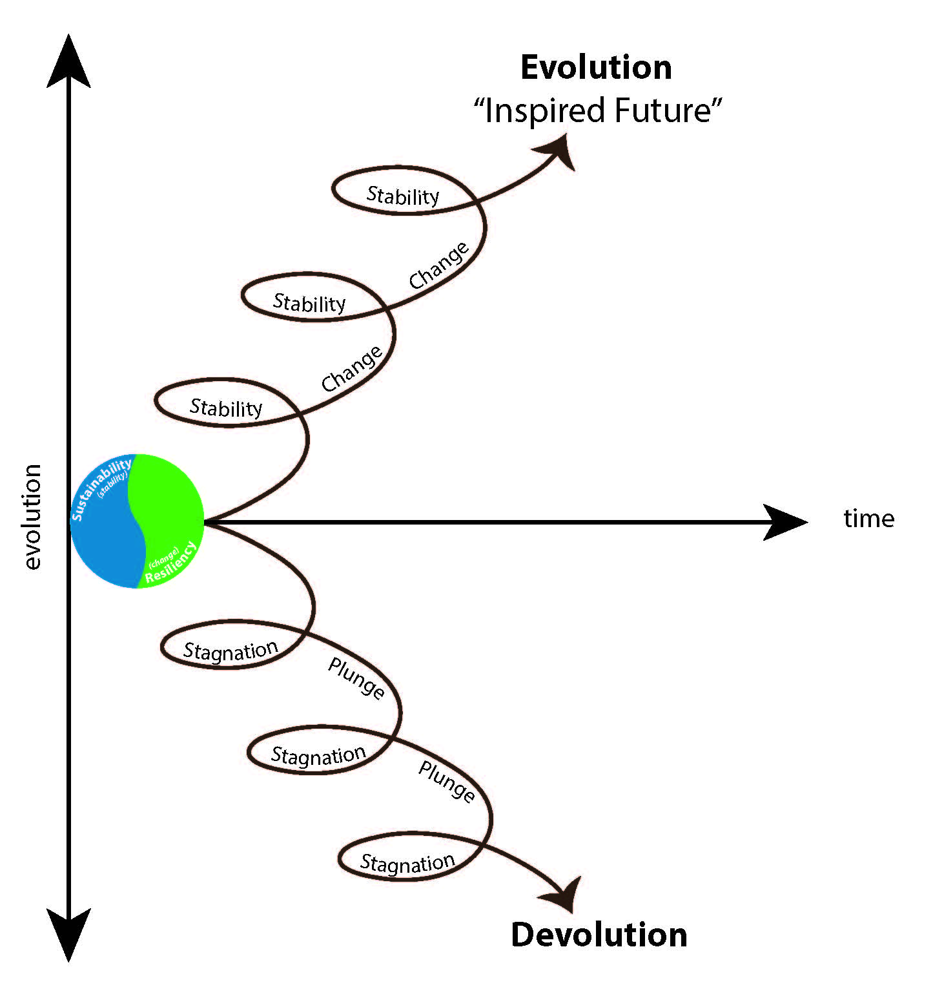 Evolution
“Inspired Future”
Stability
Change
Stability
Change
Stability
Sustainability
(stability)
evolution
time
(change)
Resiliency
Stagnation
Plunge
Stagnation
Plunge
Stagnation
Devolution